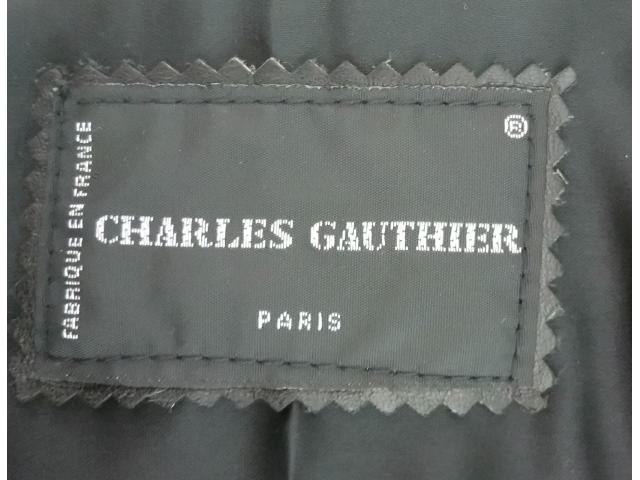 FABRIQUE EN FRANCE
®
CHARLES GAUTHIER
PARIS